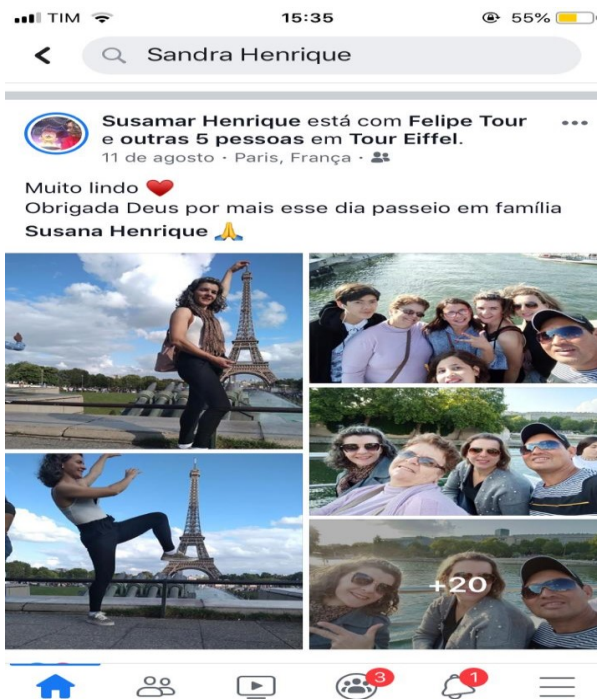 TIM 15:35 55%
Sandra Henrique
Susamar Henrique está com Felipe Tour
e outras 5 pessoas em Tour Eiffel.
11 de agosto · Paris, França ·
Muito lindo ❤️
Obrigada Deus por mais esse dia passeio em família
Susana Henrique 🙏
+20
3 1